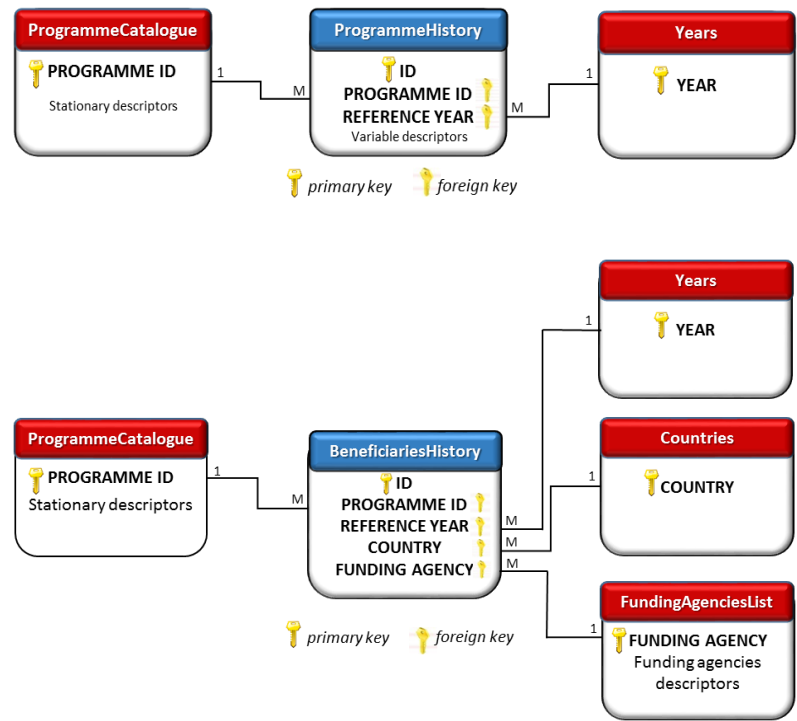 ProgrammeCatalogue
PROGRAMME ID
Stationary descriptors
1
M
ProgrammeHistory
ID
PROGRAMME ID
REFERENCE YEAR
Variable descriptors
M
1
Years
YEAR
primary key
foreign key
ProgrammeCatalogue
PROGRAMME ID
Stationary descriptors
1
M
BeneficiariesHistory
ID
PROGRAMME ID
REFERENCE YEAR
COUNTRY
FUNDING AGENCY
M
M
M
1
Years
YEAR
1
Countries
COUNTRY
1
FundingAgenciesList
FUNDING AGENCY
Funding agencies
descriptors
primary key
foreign key